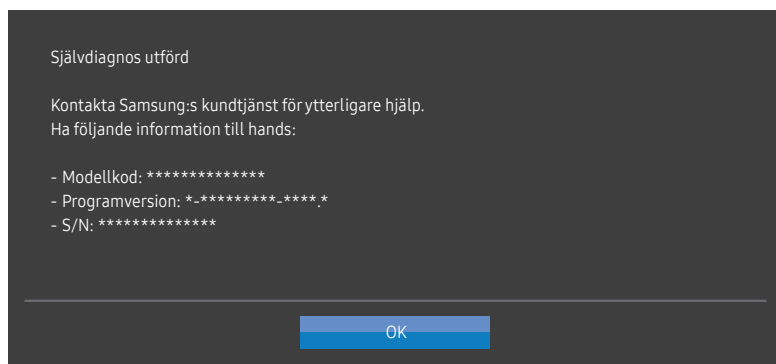 Självdiagnos utförd
Kontakta Samsung:s kundtjänst för ytterligare hjälp.
Ha följande information till hands:
- Modellkod: **************
- Programversion: *-*********-****.*
- S/N: **************
OK